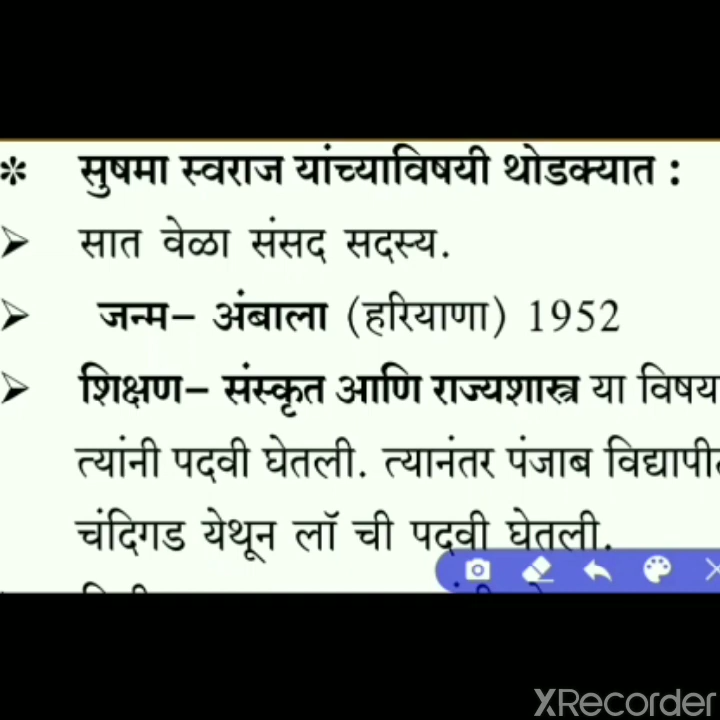 * सुषमा स्वराज यांच्याविषयी थोडक्यात :
➢ सात वेळा संसद सदस्य.
➢ जन्म– अंबाला (हरियाणा) 1952
➢ शिक्षण– संस्कृत आणि राज्यशास्त्र या विषय
त्यांनी पदवी घेतली. त्यानंतर पंजाब
चंदिगड येथून लॉ ची पदवी घेतली.
XRecorder